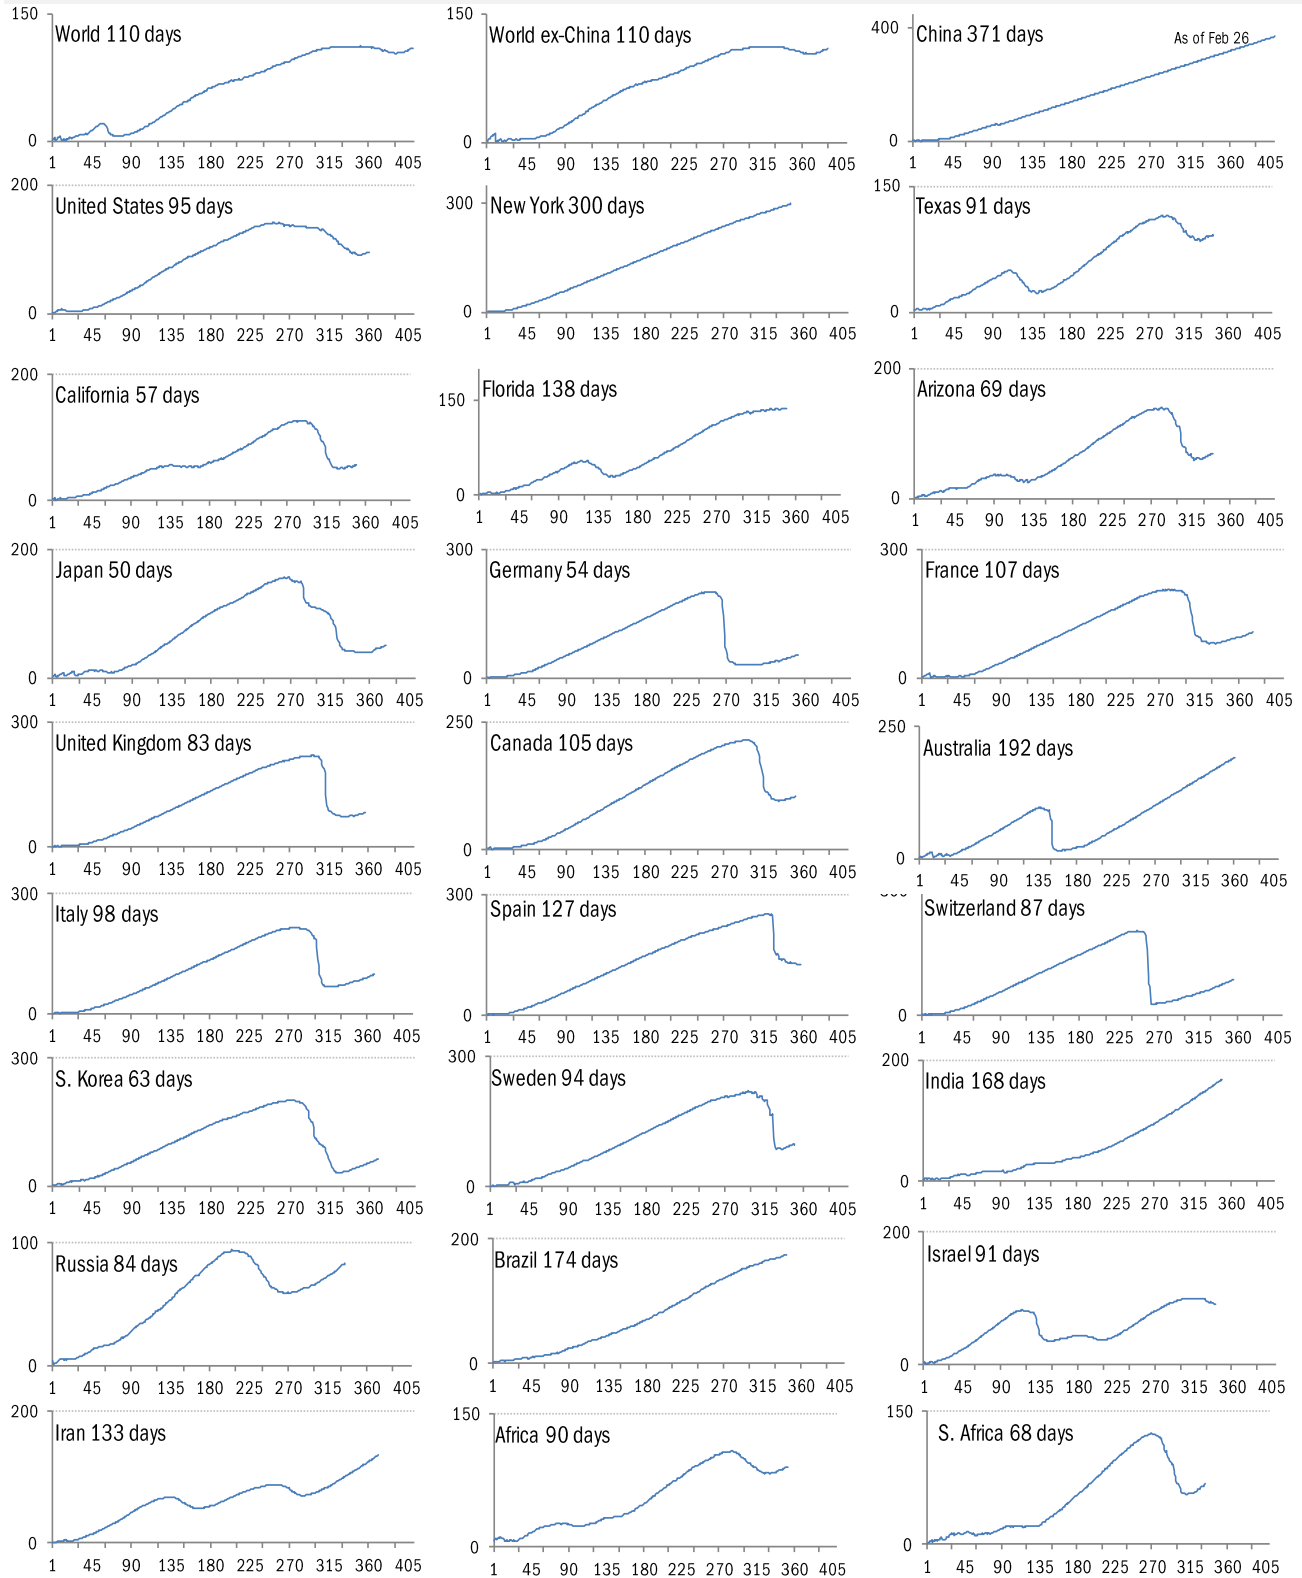 150
World 110 days
0
1 45 90 135 180 225 270 315 360 405
150
World ex-China 110 days
0
1 45 90 135 180 225 270 315 360 405
400
China 371 days
As of Feb 26
0
1 45 90 135 180 225 270 315 360 405
200
United States 95 days
0
1 45 90 135 180 225 270 315 360 405
300
New York 300 days
0
1 45 90 135 180 225 270 315 360 405
150
Texas 91 days
0
1 45 90 135 180 225 270 315 360 405
200
California 57 days
0
1 45 90 135 180 225 270 315 360 405
150
Florida 138 days
0
1 45 90 135 180 225 270 315 360 405
200
Arizona 69 days
0
1 45 90 135 180 225 270 315 360 405
200
Japan 50 days
0
1 45 90 135 180 225 270 315 360 405
300
Germany 54 days
0
1 45 90 135 180 225 270 315 360 405
300
France 107 days
0
1 45 90 135 180 225 270 315 360 405
300
United Kingdom 83 days
0
1 45 90 135 180 225 270 315 360 405
250
Canada 105 days
0
1 45 90 135 180 225 270 315 360 405
250
Australia 192 days
0
1 45 90 135 180 225 270 315 360 405
300
Italy 98 days
0
1 45 90 135 180 225 270 315 360 405
300
Spain 127 days
0
1 45 90 135 180 225 270 315 360 405
Switzerland 87 days
0
1 45 90 135 180 225 270 315 360 405
300
S. Korea 63 days
0
1 45 90 135 180 225 270 315 360 405
300
Sweden 94 days
0
1 45 90 135 180 225 270 315 360 405
200
India 168 days
0
1 45 90 135 180 225 270 315 360 405
100
Russia 84 days
50
0
1 45 90 135 180 225 270 315 360 405
200
Brazil 174 days
0
1 45 90 135 180 225 270 315 360 405
200
Israel 91 days
0
1 45 90 135 180 225 270 315 360 405
200
Iran 133 days
0
1 45 90 135 180 225 270 315 360 405
150
Africa 90 days
0
1 45 90 135 180 225 270 315 360 405
150
S. Africa 68 days
0
1 45 90 135 180 225 270 315 360 405